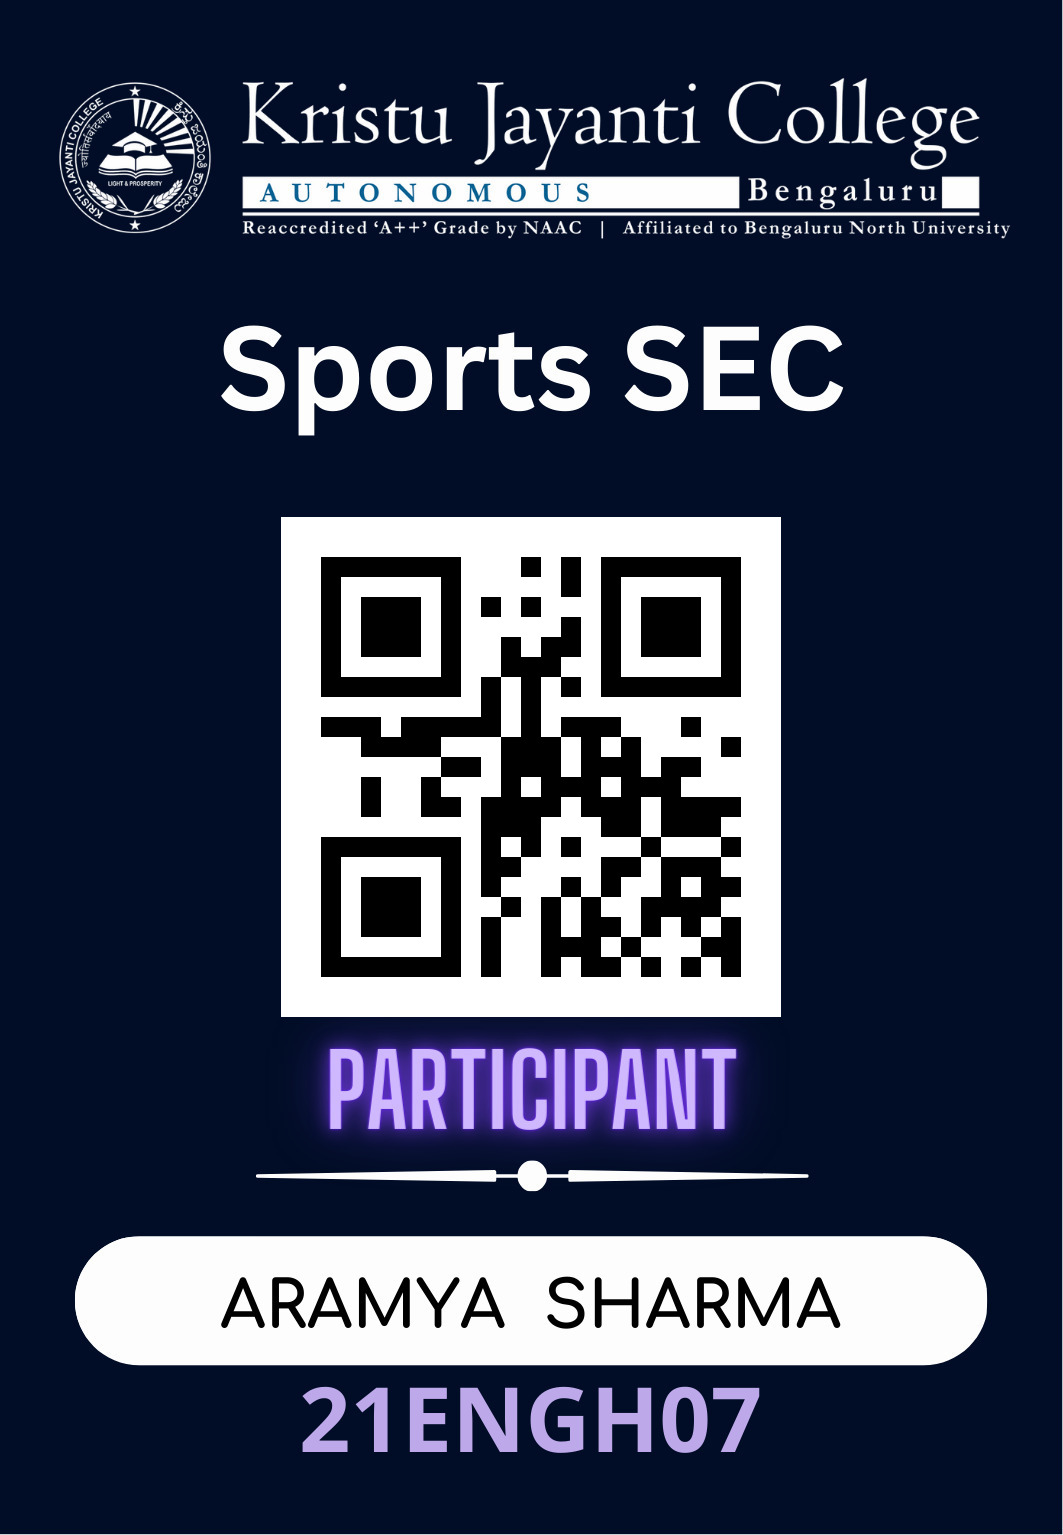 KRISTU JAYANTI COLLEGE
ज्योतिसंवाद्याय
ಕ್ರಿಸ್ತು ಜಯಂತಿ ಕಾಲೇಜು
LIGHT & PROSPERITY
Kristu Jayanti College
AUTONOMOUS Bengaluru
Reaccredited ‘A++’ Grade by NAAC | Affiliated to Bengaluru North University
Sports SEC
PARTICIPANT
ARAMYA SHARMA
21ENGH07